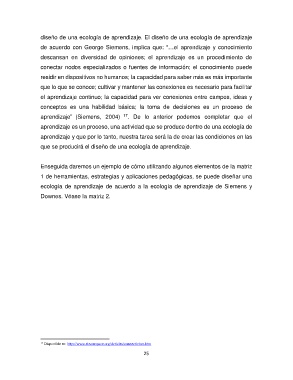 diseño de una ecología de aprendizaje. El diseño de una ecología de aprendizaje
de acuerdo con George Siemens, implica que: "…el aprendizaje y conocimiento
descansan en diversidad de opiniones; el aprendizaje es un procedimiento de
conectar nodos especializados o fuentes de información; el conocimiento puede
residir en dispositivos no humanos; la capacidad para saber más es más importante
que lo que se conoce; cultivar y mantener las conexiones es necesario para facilitar
el aprendizaje continuo; la capacidad para ver conexiones entre campos, ideas y
conceptos es una habilidad básica; la toma de decisiones es un proceso de
aprendizaje" (Siemens, 2004) 17. De lo anterior podemos completar que el
aprendizaje es un proceso, una actividad que se produce dentro de una ecología de
aprendizaje y que por lo tanto, nuestra tarea será la de crear las condiciones en las
que se producirá el diseño de una ecología de aprendizaje.
Enseguida daremos un ejemplo de cómo utilizando algunos elementos de la matriz
1 de herramientas, estrategias y aplicaciones pedagógicas, se puede diseñar una
ecología de aprendizaje de acuerdo a la ecología de aprendizaje de Siemens y
Downes. Véase la matriz 2.
17 Disponible en:
25